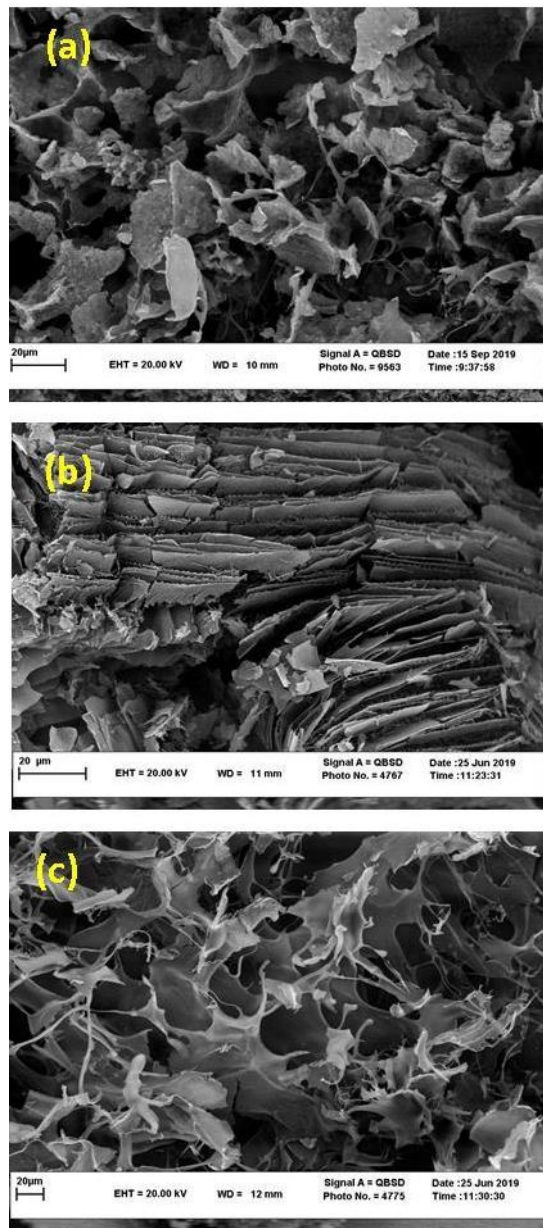 (a)
20µm
EHT = 20.00 kV WD = 10 mm Signal A = QBSD Date :15 Sep 2019
Photo No. = 9563 Time :9:37:58
(b)
20 µm
EHT = 20.00 kV WD = 11 mm Signal A = QBSD Date :25 Jun 2019
Photo No. = 4767 Time :11:23:31
(c)
20µm
EHT = 20.00 kV WD = 12 mm Signal A = QBSD Date :25 Jun 2019
Photo No. = 4775 Time :11:30:30